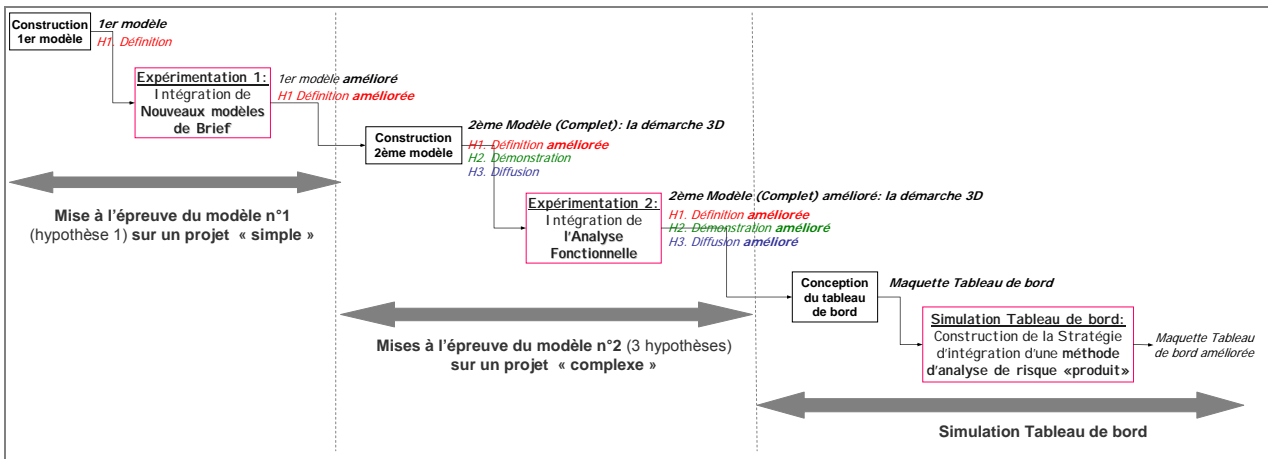 Construction
1er modèle
1er modèle
H1. Définition
Expérimentation 1:
Intégration de
Nouveaux modèles
de Brief
1er modèle amélioré
H1 Définition améliorée
Construction
2ème modèle
2ème Modèle (Complet): la démarche 3D
H1. Définition améliorée
H2. Démonstration
H3. Diffusion
Mise à l'épreuve du modèle n°1
(hypothèse 1) sur un projet « simple »
Expérimentation 2:
Intégration de
l'Analyse
Fonctionnelle
2ème Modèle (Complet) amélioré: la démarche 3D
H1. Définition améliorée
H2. Démonstration amélioré
H3. Diffusion amélioré
Mises à l'épreuve du modèle n°2 (3 hypothèses)
sur un projet « complexe »
Conception
du tableau
de bord
Maquette Tableau de bord
Simulation Tableau de bord:
Construction de la Stratégie
d'intégration d'une méthode
d'analyse de risque «produit»
Maquette Tableau
de bord améliorée
Simulation Tableau de bord